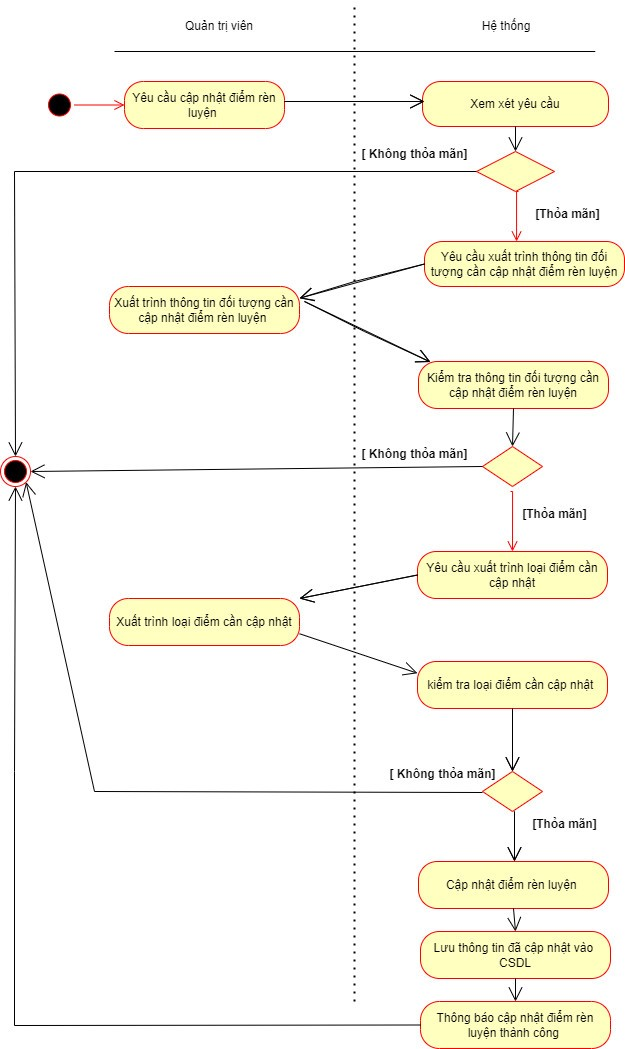 Quản trị viên
Hệ thống
Yêu cầu cập nhật điểm rèn
luyện
Xem xét yêu cầu
[ Không thỏa mãn]
[Thỏa mãn]
Yêu cầu xuất trình thông tin đối
tượng cần cập nhật điểm rèn luyện
Xuất trình thông tin đối tượng cần
cập nhật điểm rèn luyện
Kiểm tra thông tin đối tượng cần
cập nhật điểm rèn luyện
[ Không thỏa mãn]
[Thỏa mãn]
Yêu cầu xuất trình loại điểm cần
cập nhật
Xuất trình loại điểm cần cập nhật
kiểm tra loại điểm cần cập nhật
[ Không thỏa mãn]
[Thỏa mãn]
Cập nhật điểm rèn luyện
Lưu thông tin đã cập nhật vào
CSDL
Thông báo cập nhật điểm rèn
luyện thành công